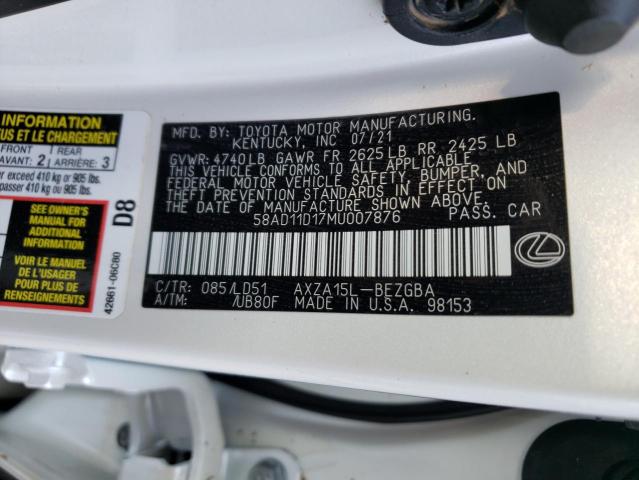 INFORMATION
US ET LE CHARGEMENT
FRONT
AVANT: 2
REAR
ARRIÈRE: 3
er exceed 410 kg or 905 lbs.
passer 410 kg ou 905 lbs.
SEE OWNER'S
MANUAL FOR
ADDITIONAL
INFORMATION
VOIR LE MANUEL
DE L'USAGER
POUR PLUS DE
RENSEIGNEMENTS
D8
42661-06C80
MFD. BY: TOYOTA MOTOR MANUFACTURING.
KENTUCKY, INC 07/21
GVWR: 4740LB GAWR FR 2625LB RR 2425 LB
THIS VEHICLE CONFORMS TO ALL APPLICABLE
FEDERAL MOTOR VEHICLE SAFETY, BUMPER, AND
THEFT PREVENTION STANDARDS IN EFFECT ON
THE DATE OF MANUFACTURE SHOWN ABOVE.
58AD11D17MU007876 PASS. CAR
C/TR: 085/LD51 AXZA15L-BEZGBA
A/TM: /UB80F MADE IN U.S.A. 98153